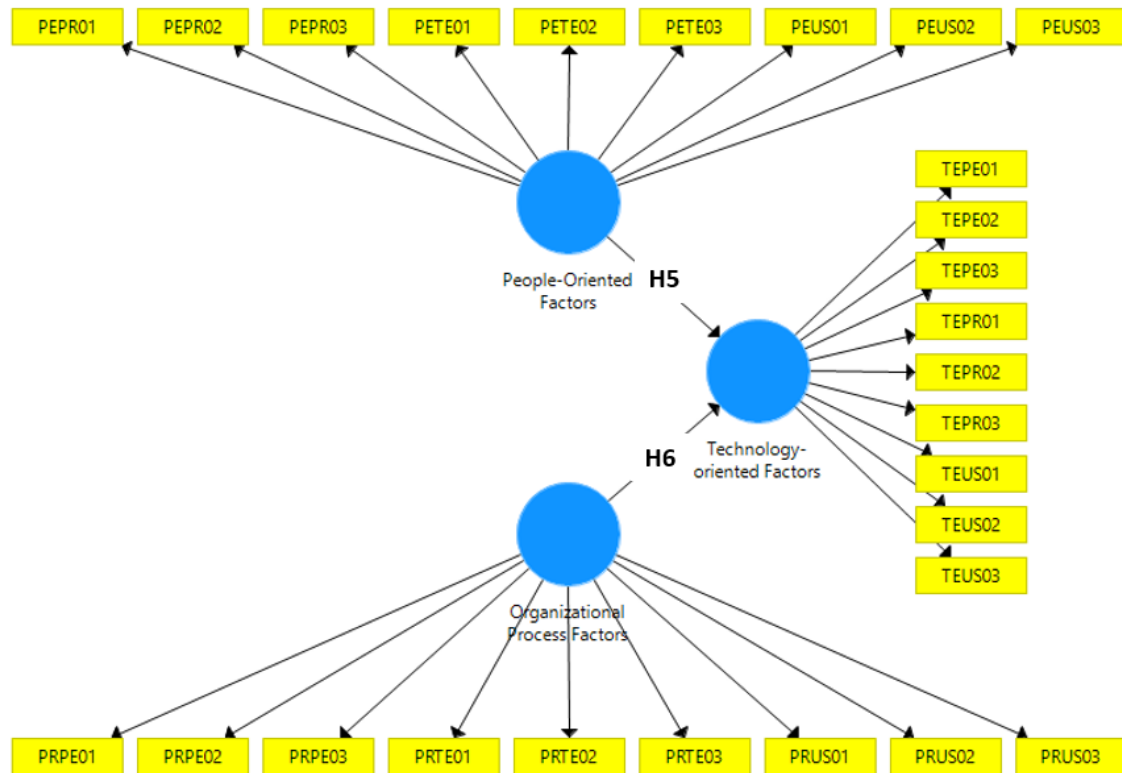 PEPR01
PEPR02
PEPR03
PETE01
PETE02
PETE03
PEUS01
PEUS02
PEUS03
TEPE01
TEPE02
TEPE03
TEPR01
TEPR02
TEPR03
TEUS01
TEUS02
TEUS03
People-Oriented
Factors
H5
Technology-
oriented Factors
H6
Organizational
Process Factors
PRPE01
PRPE02
PRPE03
PRTE01
PRTE02
PRTE03
PRUS01
PRUS02
PRUS03